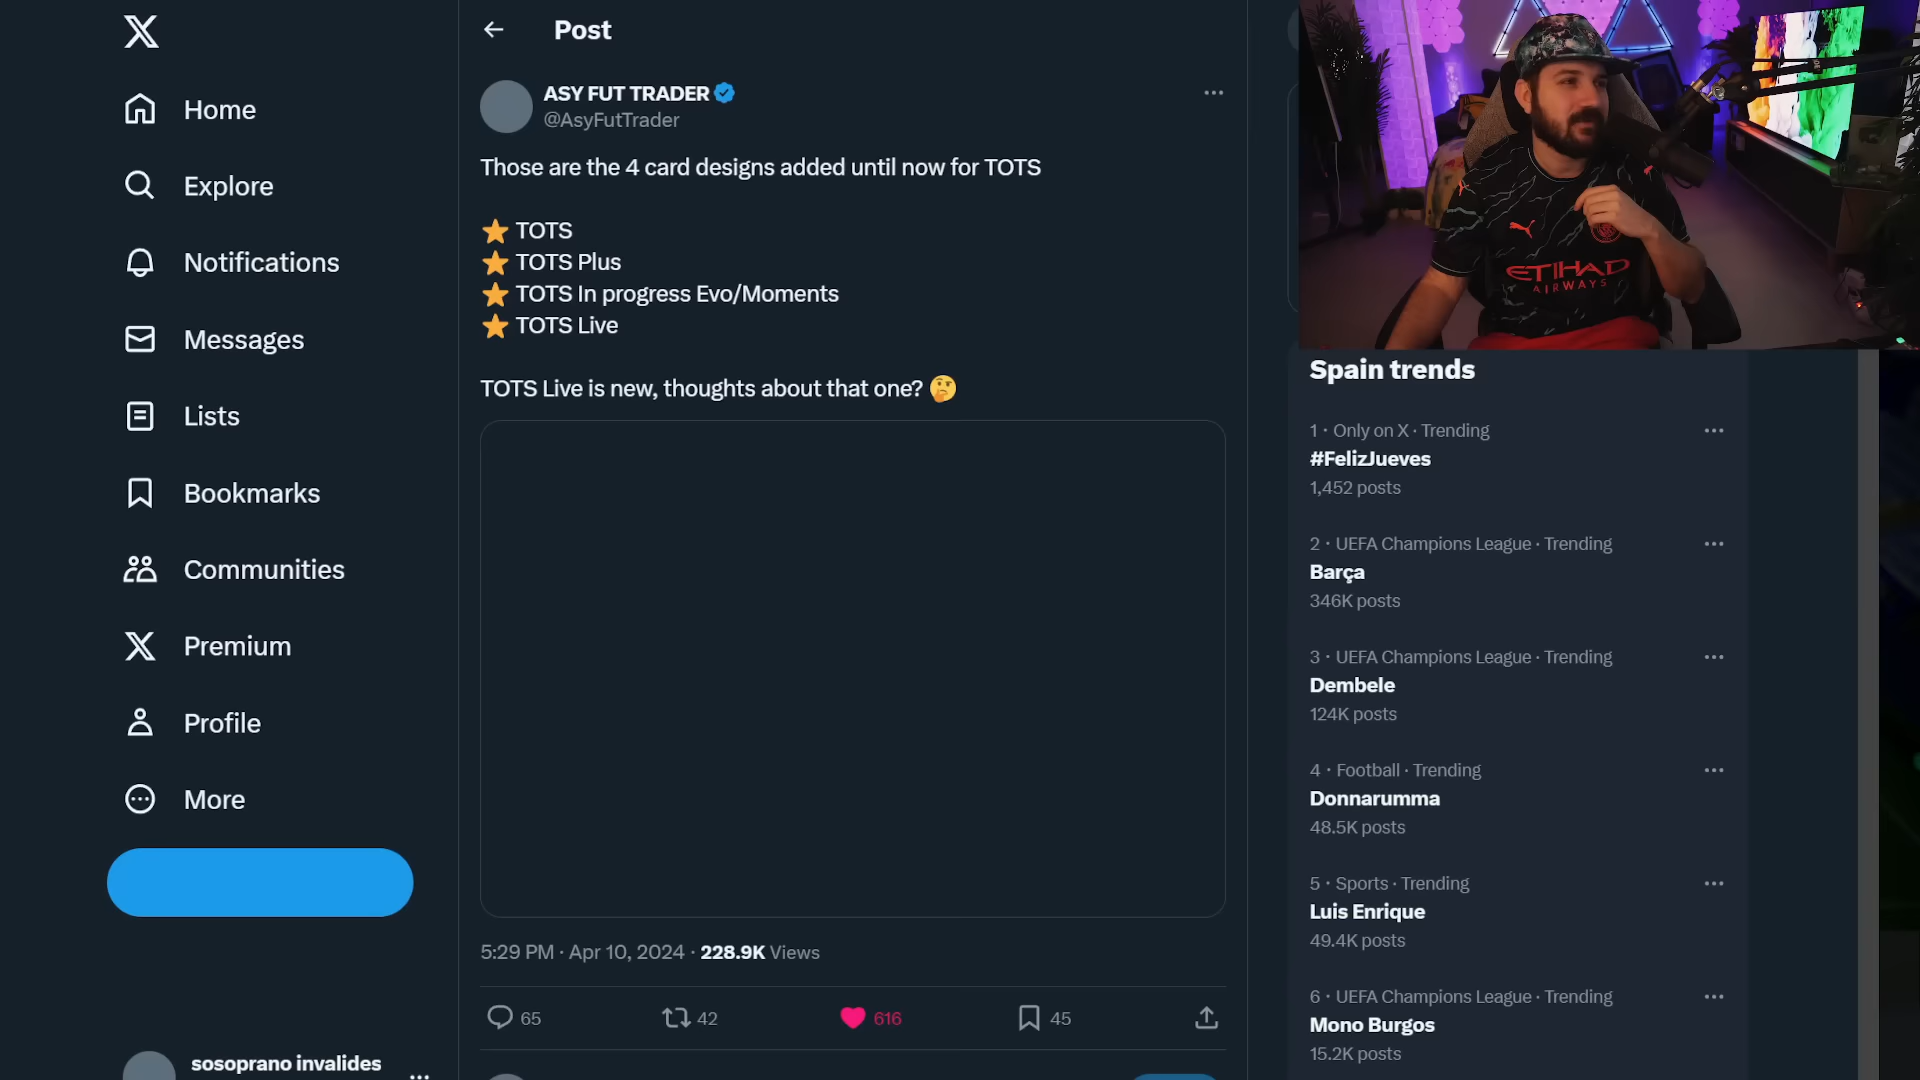 Home
Explore
Notifications
Messages
Lists
Bookmarks
Communities
Premium
Profile
More
sosoprano invalides
Post
ASY FUT TRADER
@AsyFutTrader
Those are the 4 card designs added until now for TOTS
⭐ TOTS
⭐ TOTS Plus
⭐ TOTS In progress Evo/Moments
⭐ TOTS Live
TOTS Live is new, thoughts about that one? 🤔
5:29 PM · Apr 10, 2024 · 228.9K Views
65 42 616 45
ETIHAD
AIRWAYS
Spain trends
1 · Only on X · Trending
#FelizJueves
1,452 posts
2 · UEFA Champions League · Trending
Barça
346K posts
3 · UEFA Champions League · Trending
Dembele
124K posts
4 · Football · Trending
Donnarumma
48.5K posts
5 · Sports · Trending
Luis Enrique
49.4K posts
6 · UEFA Champions League · Trending
Mono Burgos
15.2K posts